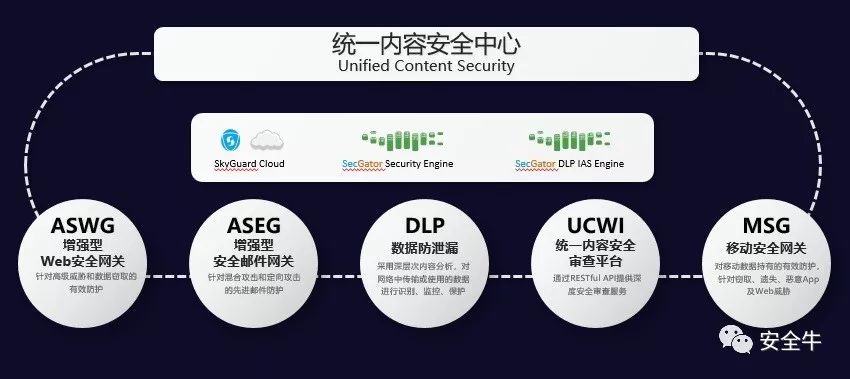 统一内容安全中心
Unified Content Security
SkyGuard Cloud
SecGator Security Engine
SecGator DLP IAS Engine
ASWG
增强型
Web安全网关
针对高级威胁和数据窃取的
有效防护
ASEG
增强型
安全邮件网关
针对混合攻击和定向攻击
的先进邮件防护
DLP
数据防泄漏
采用深层次内容分析，对
网络中传输或使用的数据
进行识别、监控、保护
UCWI
统一内容安全
审查平台
通过RESTful API提供深
度安全审查服务
MSG
移动安全网关
对移动数据持有的有效防护，
针对窃取、遗失、恶意App
及Web威胁
安全牛